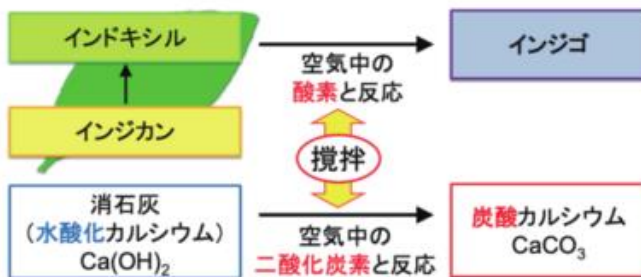 インドキシル
インジゴ
空気中の
酸素と反応
インジカン
攪拌
消石灰
(水酸化カルシウム)
Ca(OH)₂
空気中の
二酸化炭素と反応
炭酸カルシウム
CaCO₃